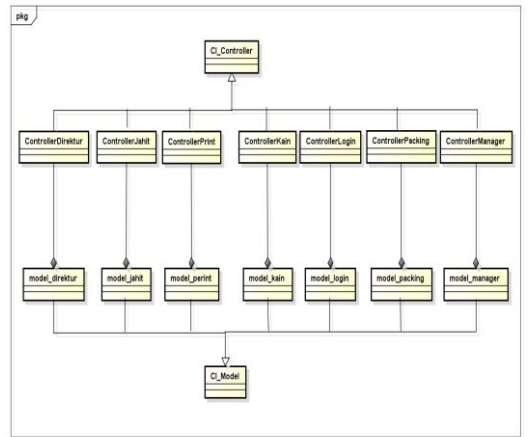 pkg
CI_Controller
ControllerDirektur ControllerJahit ControllerPrint ControllerKain ControllerLogin ControllerPacking ControllerManager
model_direktur model_jahit model_perint model_kain model_login model_packing model_manager
CI_Model